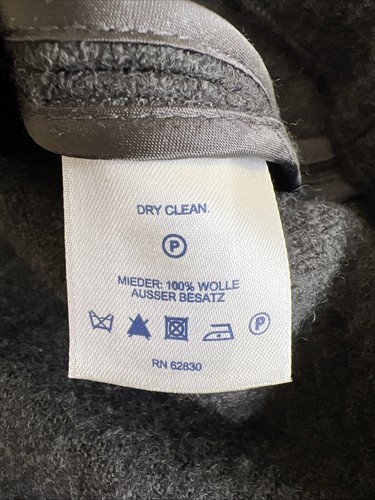 DRY CLEAN.
P
MIEDER: 100% WOLLE
AUSSER BESATZ
P
RN 62830